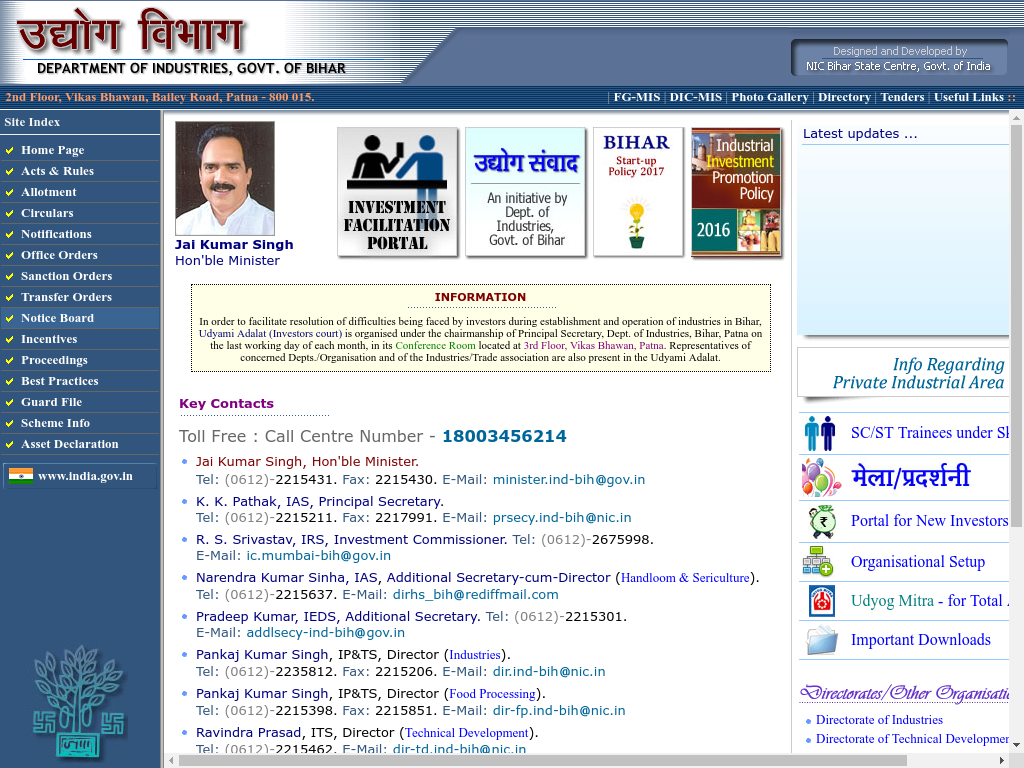 उद्योग विभाग
DEPARTMENT OF INDUSTRIES, GOVT. OF BIHAR
Designed and Developed by
NIC Bihar State Centre, Govt. of India
2nd Floor, Vikas Bhawan, Bailey Road, Patna - 800 015.
| FG-MIS | DIC-MIS | Photo Gallery | Directory | Tenders | Useful Links ::
Site Index
Home Page
Acts & Rules
Allotment
Circulars
Notifications
Office Orders
Sanction Orders
Transfer Orders
Notice Board
Incentives
Proceedings
Best Practices
Guard File
Scheme Info
Asset Declaration
www.india.gov.in
Jai Kumar Singh
Hon'ble Minister
INVESTMENT
FACILITATION
PORTAL
उद्योग संवाद
An initiative by
Dept. of
Industries,
Govt. of Bihar
BIHAR
Start-up
Policy 2017
Industrial
Investment
Promotion
Policy
2016
INFORMATION
In order to facilitate resolution of difficulties being faced by investors during establishment and operation of industries in Bihar,
Udyami Adalat (Investors court) is organised under the chairmanship of Principal Secretary, Dept. of Industries, Bihar, Patna on
the last working day of each month, in its Conference Room located at 3rd Floor, Vikas Bhawan, Patna. Representatives of
concerned Depts./Organisation and of the Industries/Trade association are also present in the Udyami Adalat.
Key Contacts
Toll Free : Call Centre Number - 18003456214
Jai Kumar Singh, Hon'ble Minister.
Tel: (0612)-2215431. Fax: 2215430. E-Mail: minister.ind-bih@gov.in
K. K. Pathak, IAS, Principal Secretary.
Tel: (0612)-2215211. Fax: 2217991. E-Mail: prsecy.ind-bih@nic.in
R. S. Srivastav, IRS, Investment Commissioner. Tel: (0612)-2675998.
E-Mail: ic.mumbai-bih@gov.in
Narendra Kumar Sinha, IAS, Additional Secretary-cum-Director (Handloom & Sericulture).
Tel: (0612)-2215637. E-Mail: dirhs_bih@rediffmail.com
Pradeep Kumar, IEDS, Additional Secretary. Tel: (0612)-2215301.
E-Mail: addlsecy-ind-bih@gov.in
Pankaj Kumar Singh, IP&TS, Director (Industries).
Tel: (0612)-2235812. Fax: 2215206. E-Mail: dir.ind-bih@nic.in
Pankaj Kumar Singh, IP&TS, Director (Food Processing).
Tel: (0612)-2215398. Fax: 2215851. E-Mail: dir-fp.ind-bih@nic.in
Ravindra Prasad, ITS, Director (Technical Development).
Tel: (0612)-2215462. E-Mail: dir-td.ind-bih@nic.in
Latest updates ...
Info Regarding
Private Industrial Area
SC/ST Trainees under
मेला/प्रदर्शनी
Portal for New Investors
Organisational Setup
Udyog Mitra - for Total
Important Downloads
Directorates/Other
Directorate of Industries
Directorate of Technical